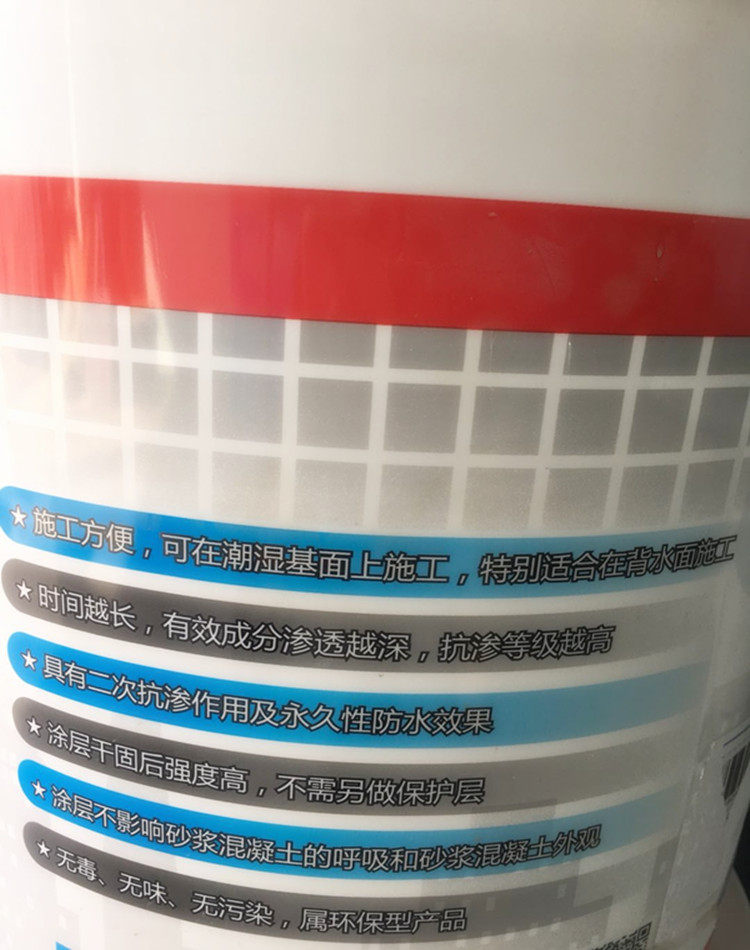 ★ 施工方便，可在潮湿基面上施工，特别适合在背水面施工
★ 时间越长，有效成分渗透越深，抗渗等级越高
★ 具有二次抗渗作用及永久性防水效果
★ 涂层干固后强度高，不需另做保护层
★ 涂层不影响砂浆混凝土的呼吸和砂浆混凝土外观
★ 无毒、无味、无污染，属环保型产品